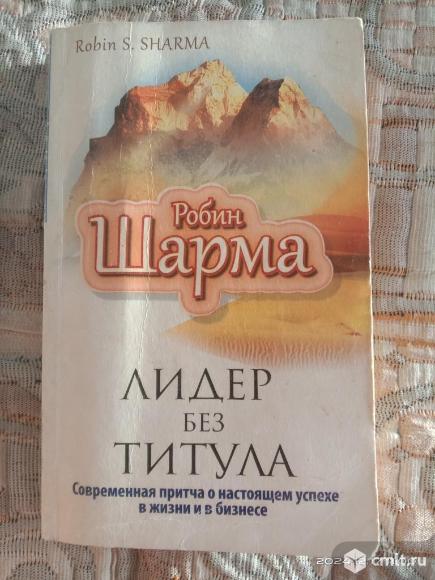 Robin S. SHARMA
Робин
Шарма
ЛИДЕР
БЕЗ
ТИТУЛА
Современная притча о настоящем успехе
в жизни и в бизнесе
cmlt.ru